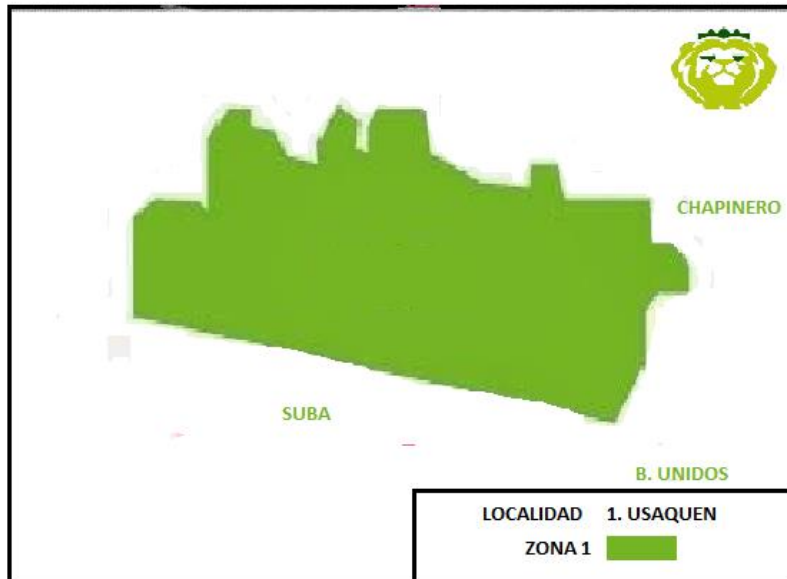 CHAPINERO
SUBA
B. UNIDOS
LOCALIDAD 1. USAQUEN
ZONA 1